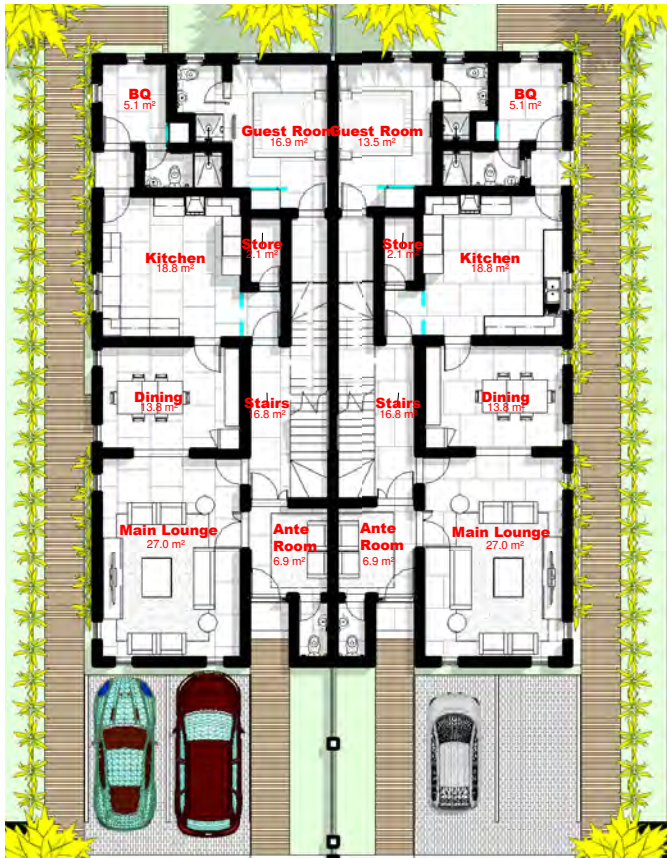 BQ
5.1 m²
BQ
5.1 m²
Guest Room
16.9 m²
Guest Room
13.5 m²
Kitchen
18.8 m²
Store
2.1 m²
Store
2.1 m²
Kitchen
18.8 m²
Dining
13.8 m²
Stairs
16.8 m²
Stairs
16.8 m²
Dining
13.8 m²
Main Lounge
27.0 m²
Ante
Room
6.9 m²
Ante
Room
6.9 m²
Main Lounge
27.0 m²